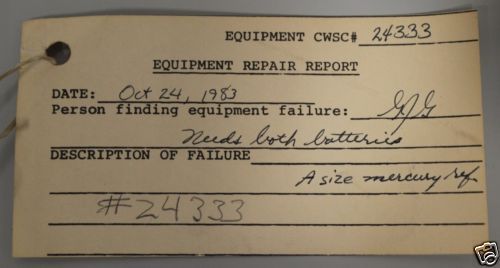 EQUIPMENT CWSC# 24333
EQUIPMENT REPAIR REPORT
DATE: Oct 24, 1983
Person finding equipment failure: GJG
Needs both batteries
DESCRIPTION OF FAILURE
A size mercury ref.
#24333